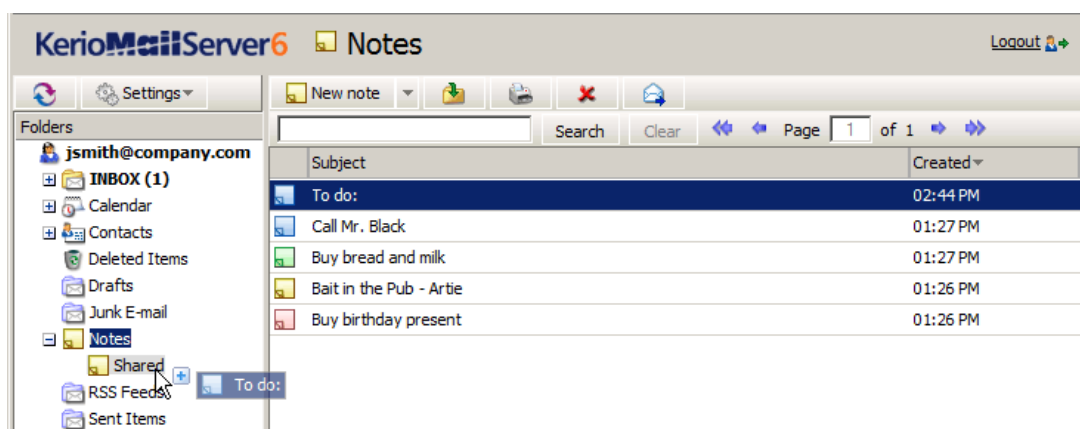 KerioMailServer6 Notes Logout
Settings New note
Folders Search Clear Page 1 of 1
jsmith@company.com Subject Created
INBOX (1) To do: 02:44 PM
Calendar Call Mr. Black 01:27 PM
Contacts Buy bread and milk 01:27 PM
Deleted Items
Drafts Bait in the Pub - Artie 01:26 PM
Junk E-mail Buy birthday present 01:26 PM
Notes
Shared
RSS Feeds To do:
Sent Items